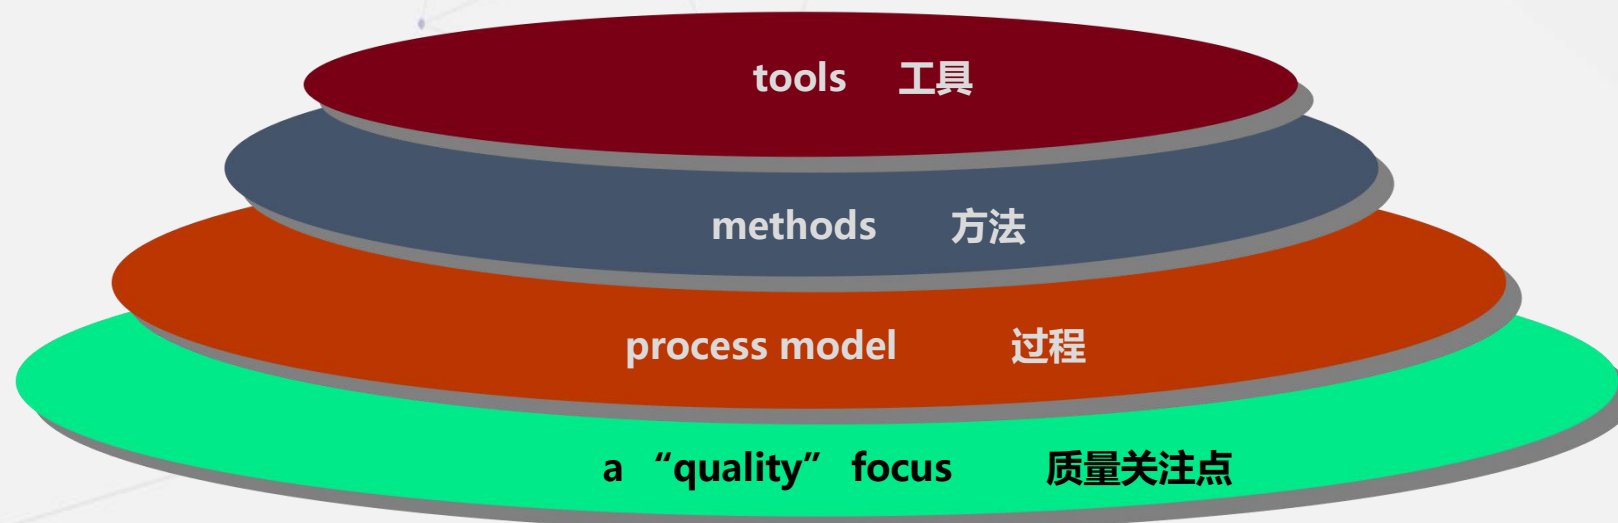 tools 工具
methods 方法
process model 过程
a “quality” focus 质量关注点